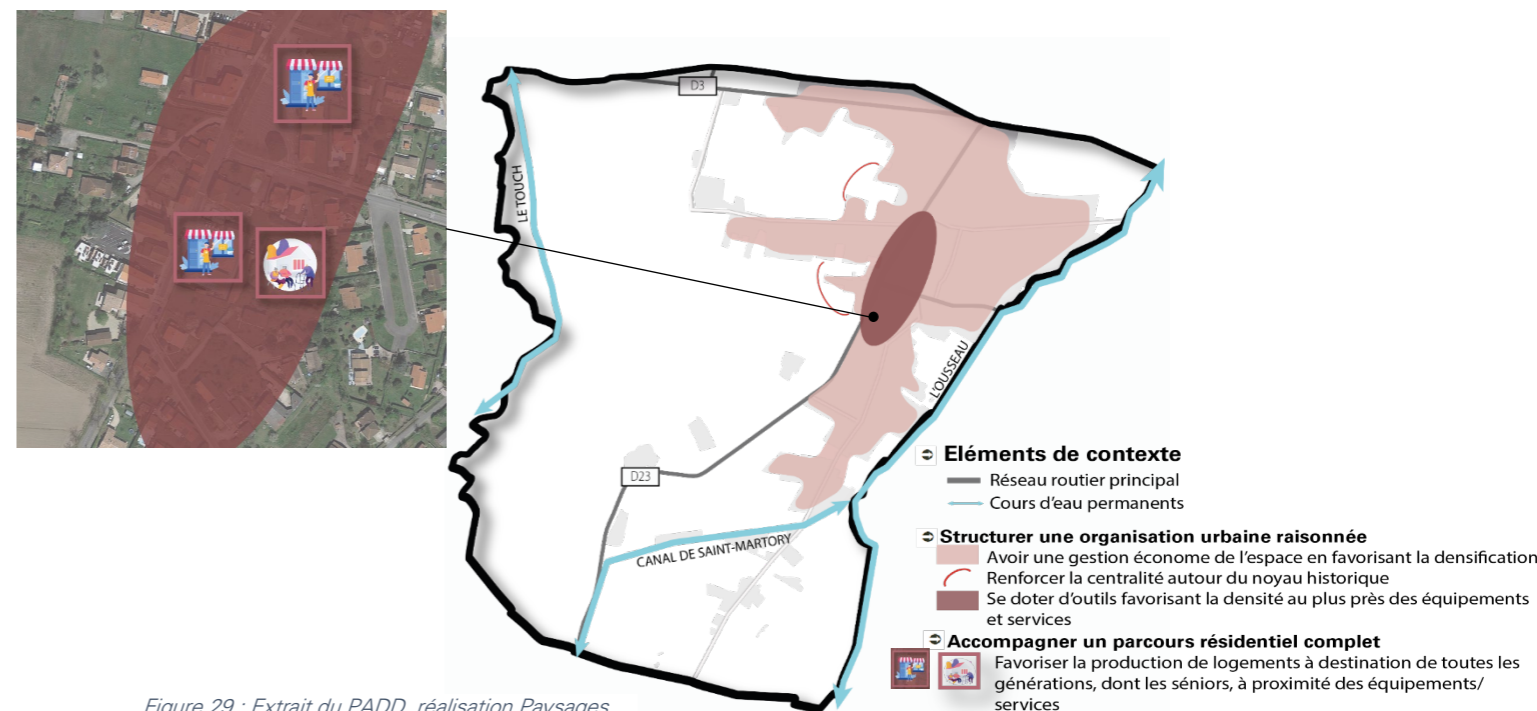 D3
LE TOUCH
L'OUSSEAU
D23
CANAL DE SAINT-MARTORY
Eléments de contexte
Réseau routier principal
Cours d'eau permanents
Structurer une organisation urbaine raisonnée
Avoir une gestion économe de l'espace en favorisant la densification
Renforcer la centralité autour du noyau historique
Se doter d'outils favorisant la densité au plus près des équipements
et services
Accompagner un parcours résidentiel complet
Favoriser la production de logements à destination de toutes les
générations, dont les séniors, à proximité des équipements/
services
Figure 29 : Extrait du PADD, réalisation Paysages